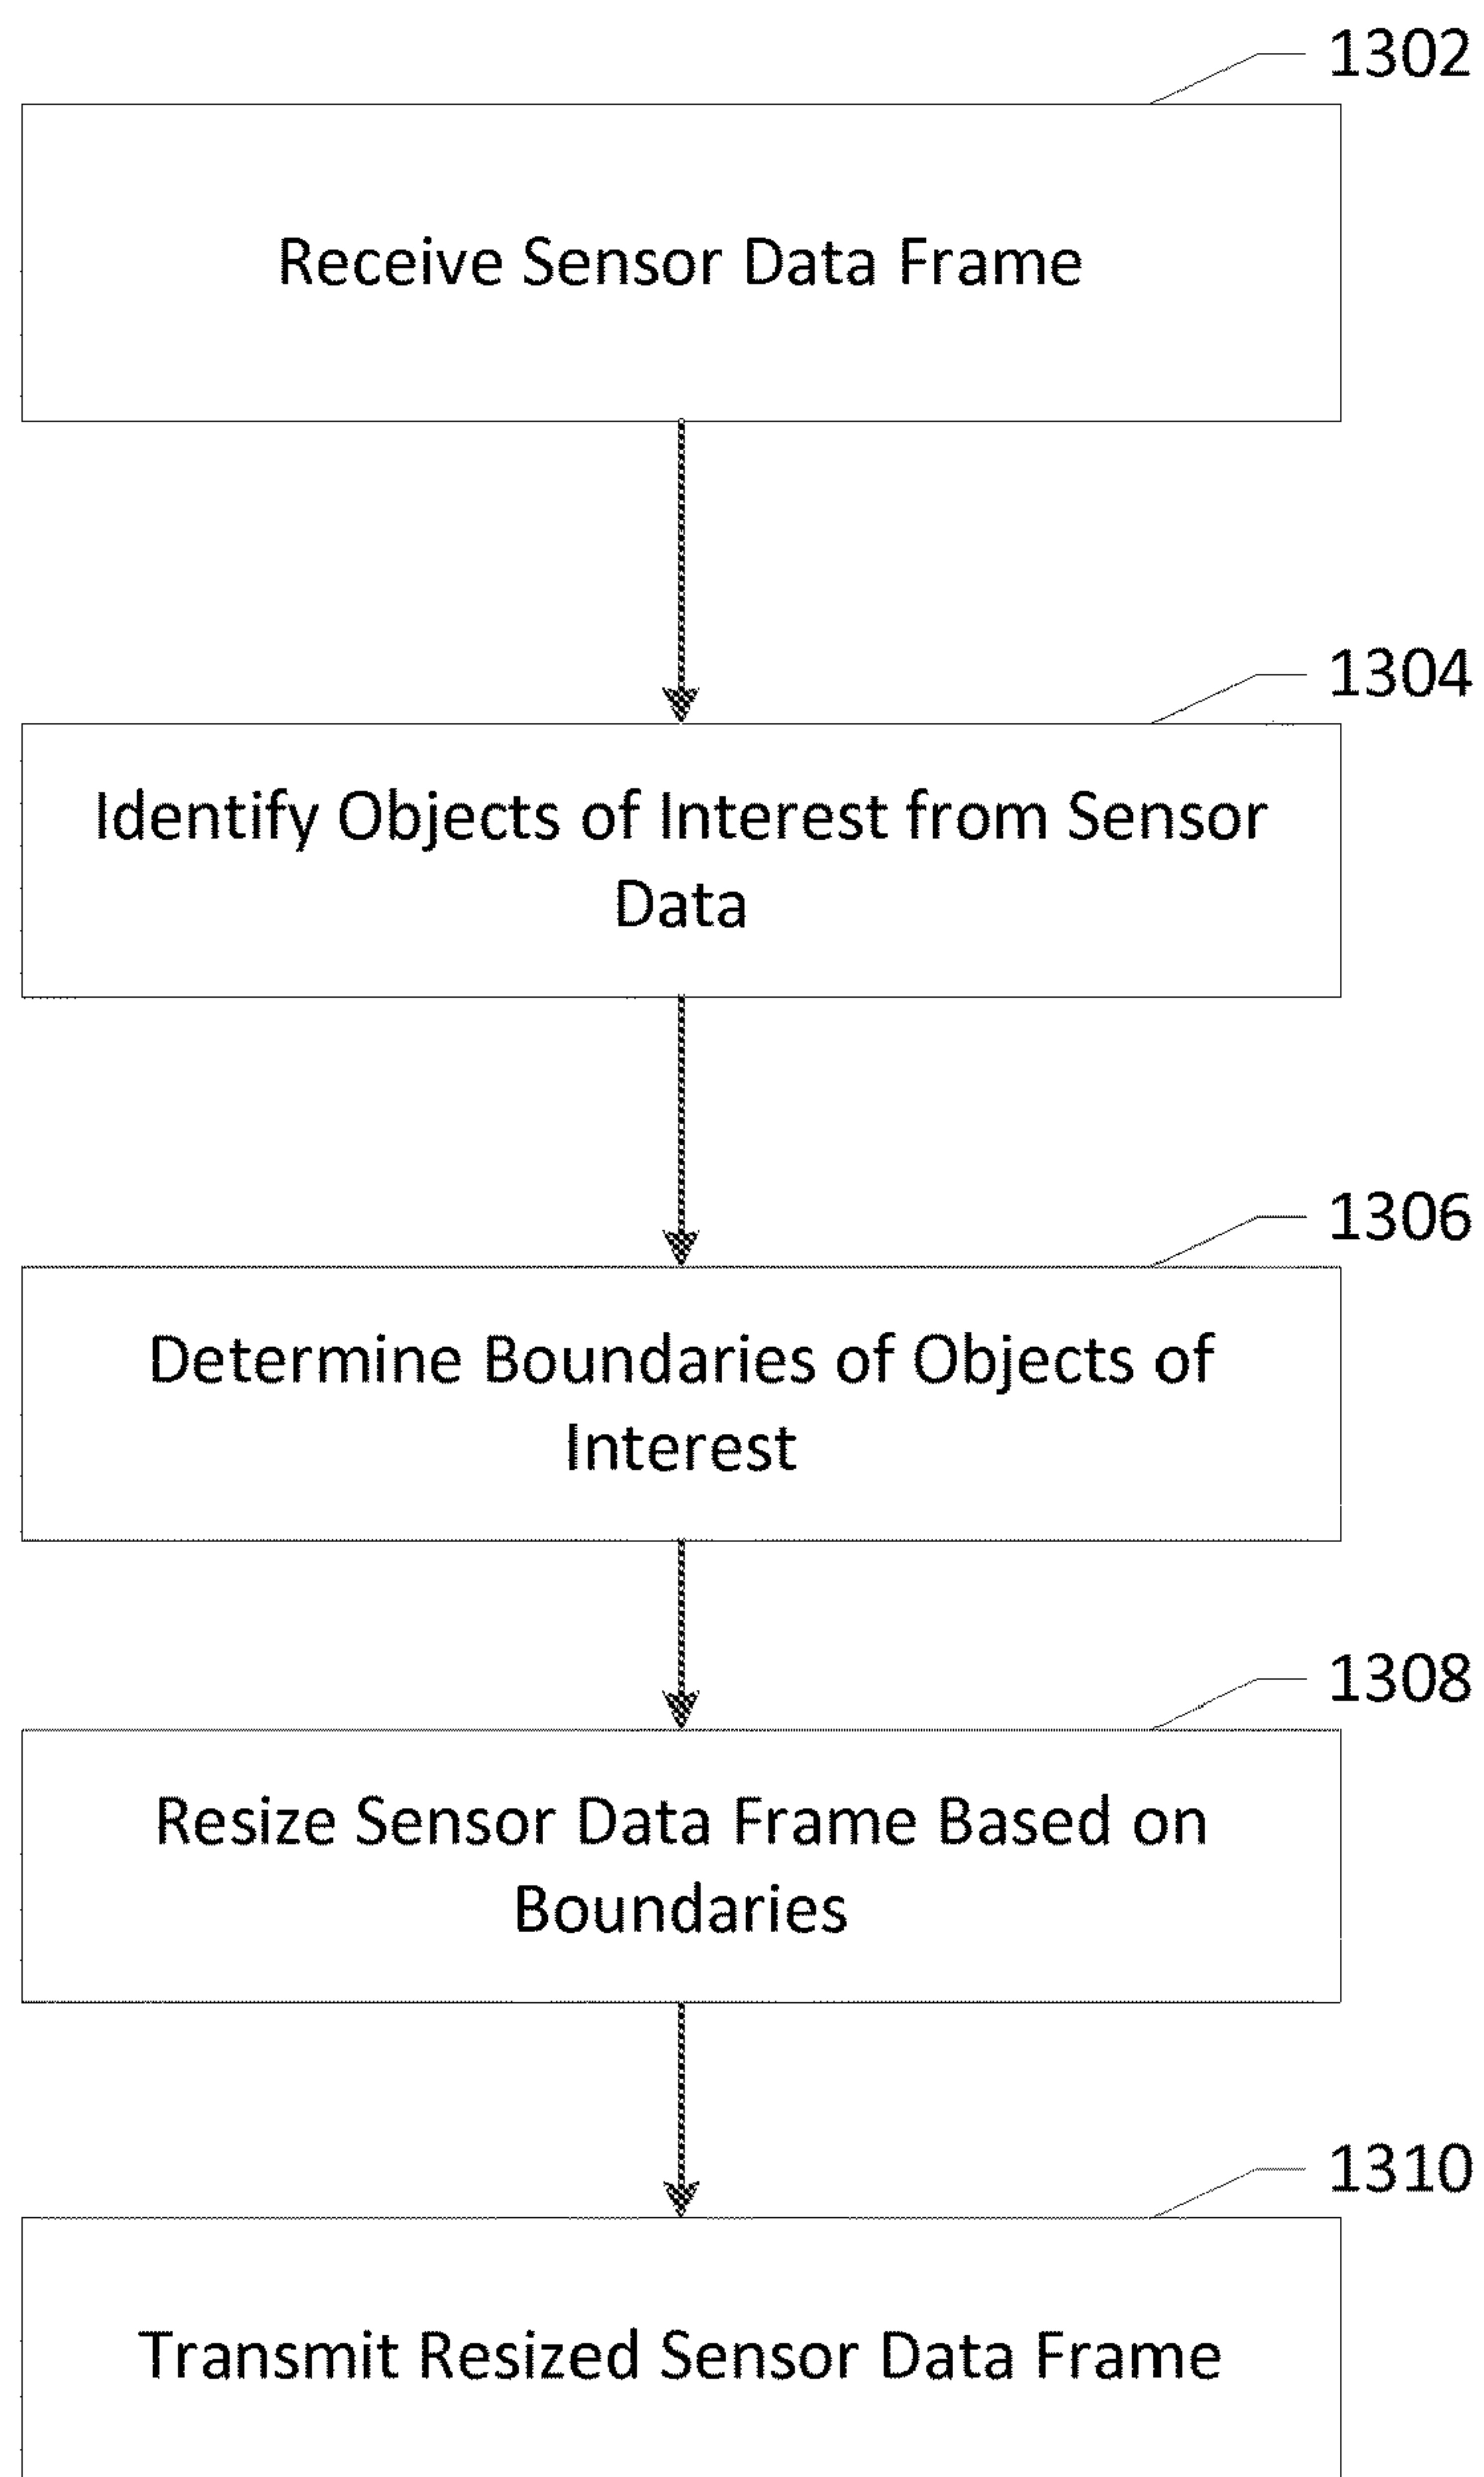 1302
Receive Sensor Data Frame
1304
Identify Objects of Interest from Sensor
Data
1306
Determine Boundaries of Objects of
Interest
1308
Resize Sensor Data Frame Based on
Boundaries
1310
Transmit Resized Sensor Data Frame